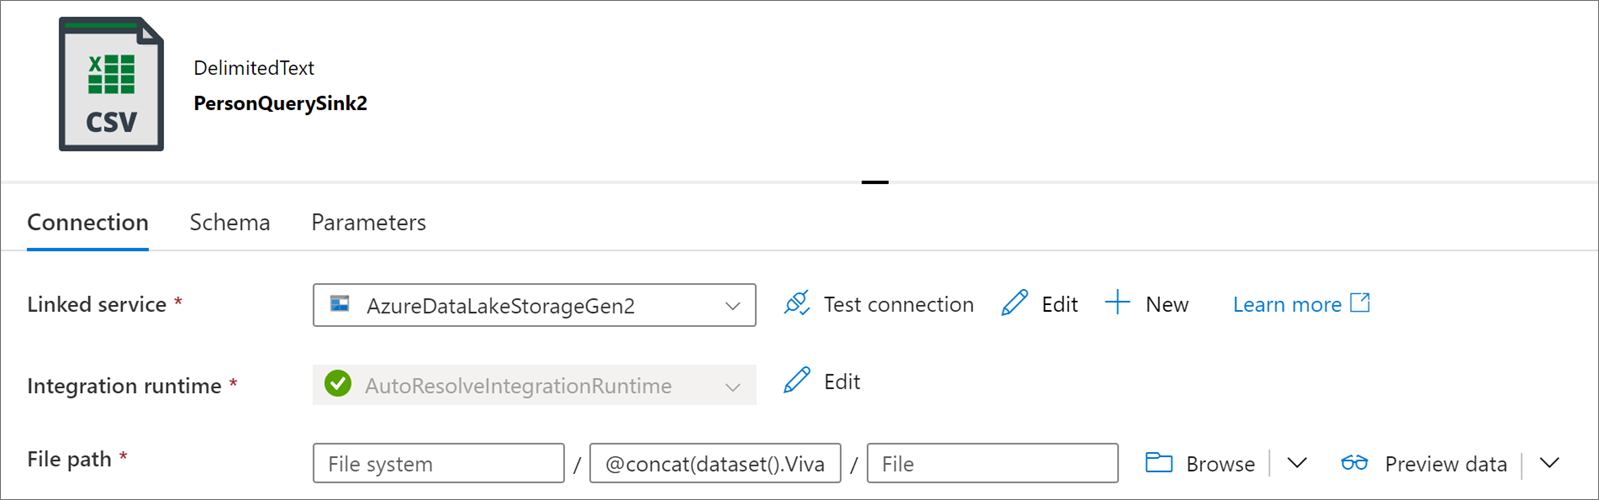 X
CSV
DelimitedText
PersonQuerySink2
Connection Schema Parameters
Linked service * AzureDataLakeStorageGen2 Test connection Edit New Learn more
Integration runtime * AutoResolveIntegrationRuntime Edit
File path * File system / @concat(dataset().Viva / File Browse Preview data